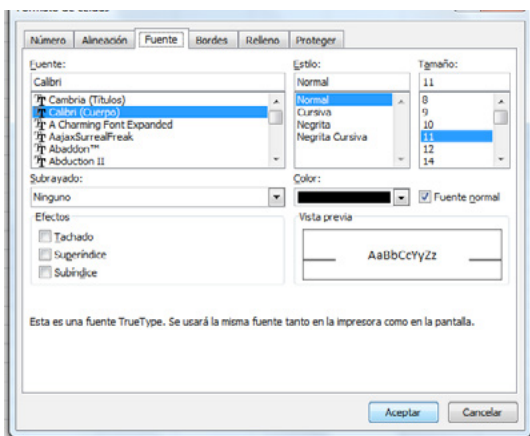 Número Alineación Fuente Bordes Relleno Proteger
Fuente: Estilo: Tamaño:
Calibri Normal 11
Cambria (Títulos) Normal 8
Calibri (Cuerpo) Cursiva 9
A Charming Font Expanded Negrita 10
AajaxSurrealFreak Negrita Cursiva 11
Abaddon™ 12
Abduction II 14
Subrayado: Color:
Ninguno Fuente normal
Efectos Vista previa
Tachado
Superíndice AaBbCcYyZz
Subíndice
Esta es una fuente TrueType. Se usará la misma fuente tanto en la impresora como en la pantalla.
Aceptar Cancelar